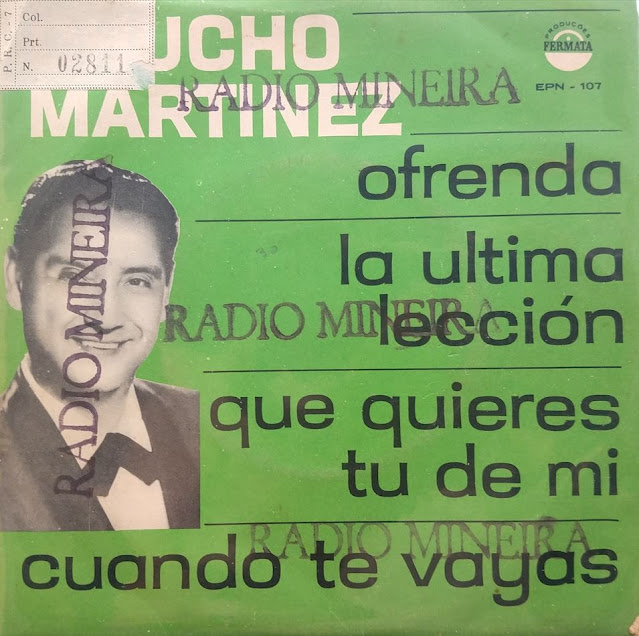 P. R. C. - 7
Col.
Prt.
N. 02811
PRODUÇÕES
FERMATA
EPN - 107
UCHO
MARTINEZ
RADIO MINEIRA
ofrenda
RADIO MINEIRA
la ultima
lección
RADIO MINEIRA
que quieres
tu de mi
RADIO MINEIRA
cuando te vayas